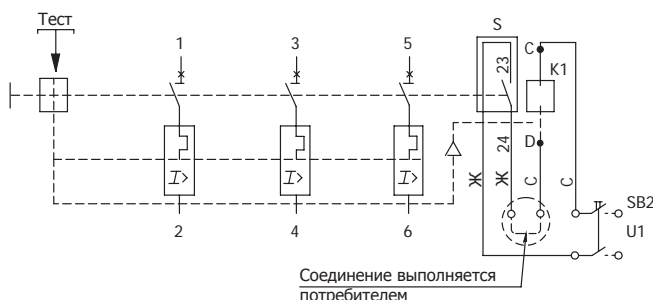 Тест
1
3
5
S
23
C
K1
24
D
I>
I>
I>
Ж
Ж
C
C
SB2
U1
2
4
6
Соединение выполняется
потребителем